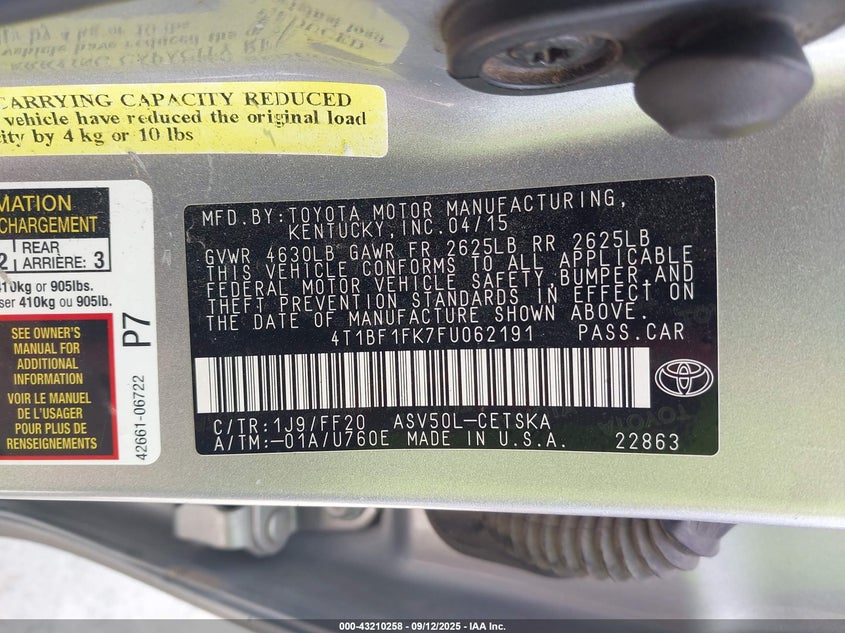 CARRYING CAPACITY REDUCED
vehicle have reduced the original load
city by 4 kg or 10 lbs
MATION
CHARGEMENT
2 REAR ARRIÈRE: 3
410kg or 905lbs.
ser 410kg ou 905lb.
SEE OWNER'S
MANUAL FOR
ADDITIONAL
INFORMATION
VOIR LE MANUEL
DE L'USAGER
POUR PLUS DE
RENSEIGNEMENTS
P7
42661-06722
MFD.BY:TOYOTA MOTOR MANUFACTURING,
KENTUCKY,INC.04/15
GVWR 4630LB GAWR FR 2625LB RR 2625LB
THIS VEHICLE CONFORMS TO ALL APPLICABLE
FEDERAL MOTOR VEHICLE SAFETY,BUMPER,AND
THEFT PREVENTION STANDARDS IN EFFECT ON
THE DATE OF MANUFACTURE SHOWN ABOVE.
4T1BF1FK7FU062191 PASS.CAR
C/TR:1J9/FF20 ASV50L-CETSKA
A/TM:-01A/U760E MADE IN U.S.A. 22863
000-43210258 - 09/12/2025 - IAA Inc.